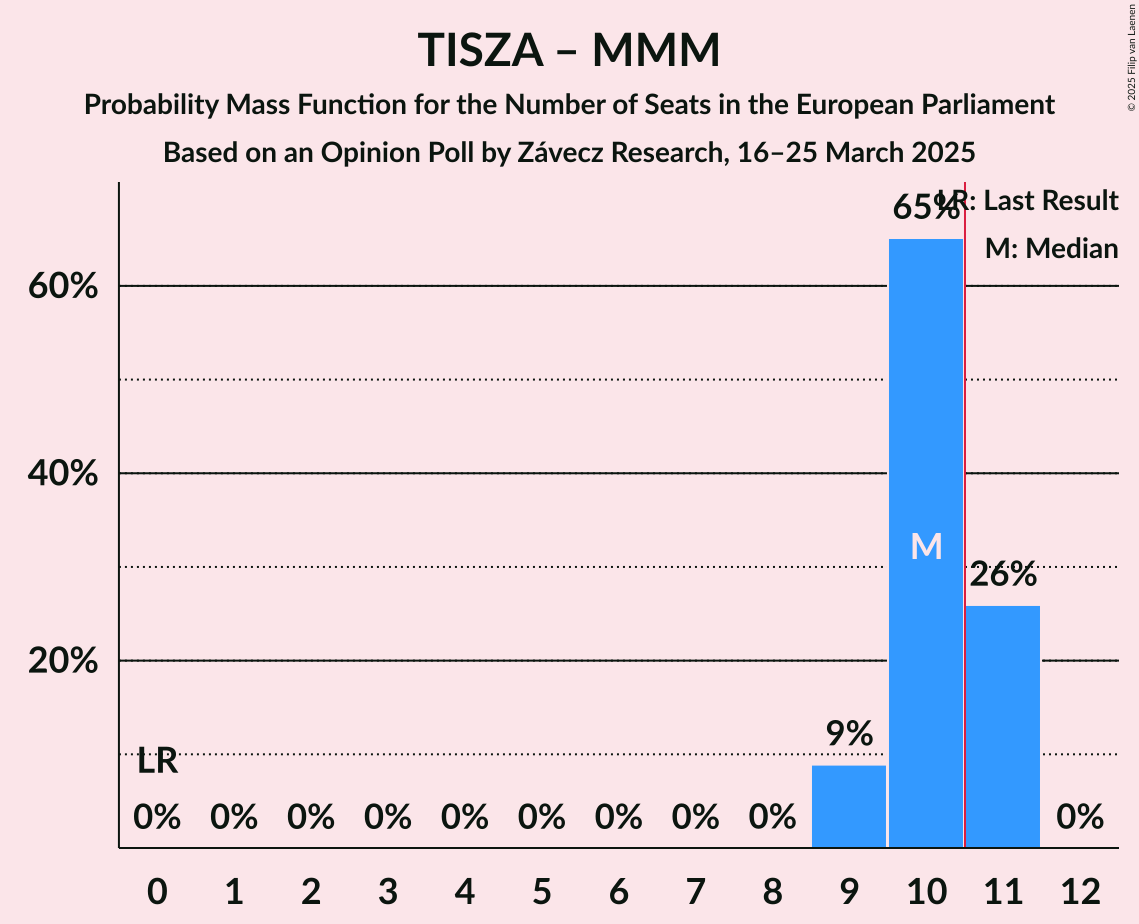 TISZA – MMM
Probability Mass Function for the Number of Seats in the European Parliament
Based on an Opinion Poll by Závecz Research, 16–25 March 2025
© 2025 Filip van Laenen
LR: Last Result
M: Median
65%
60%
40%
20%
M
26%
9%
LR
0% 0% 0% 0% 0% 0% 0% 0% 0% 0%
0 1 2 3 4 5 6 7 8 9 10 11 12